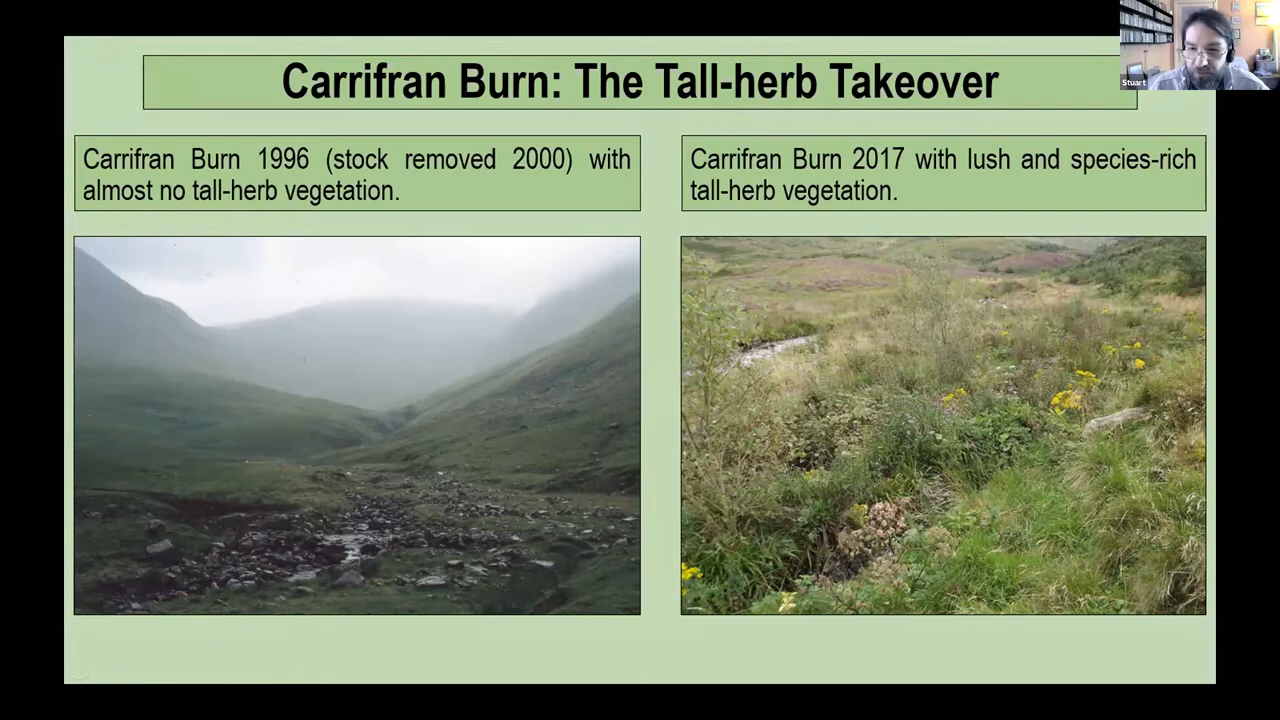 Carrifran Burn: The Tall-herb Takeover
Stuart
Carrifran Burn 1996 (stock removed 2000) with
almost no tall-herb vegetation.
Carrifran Burn 2017 with lush and species-rich
tall-herb vegetation.